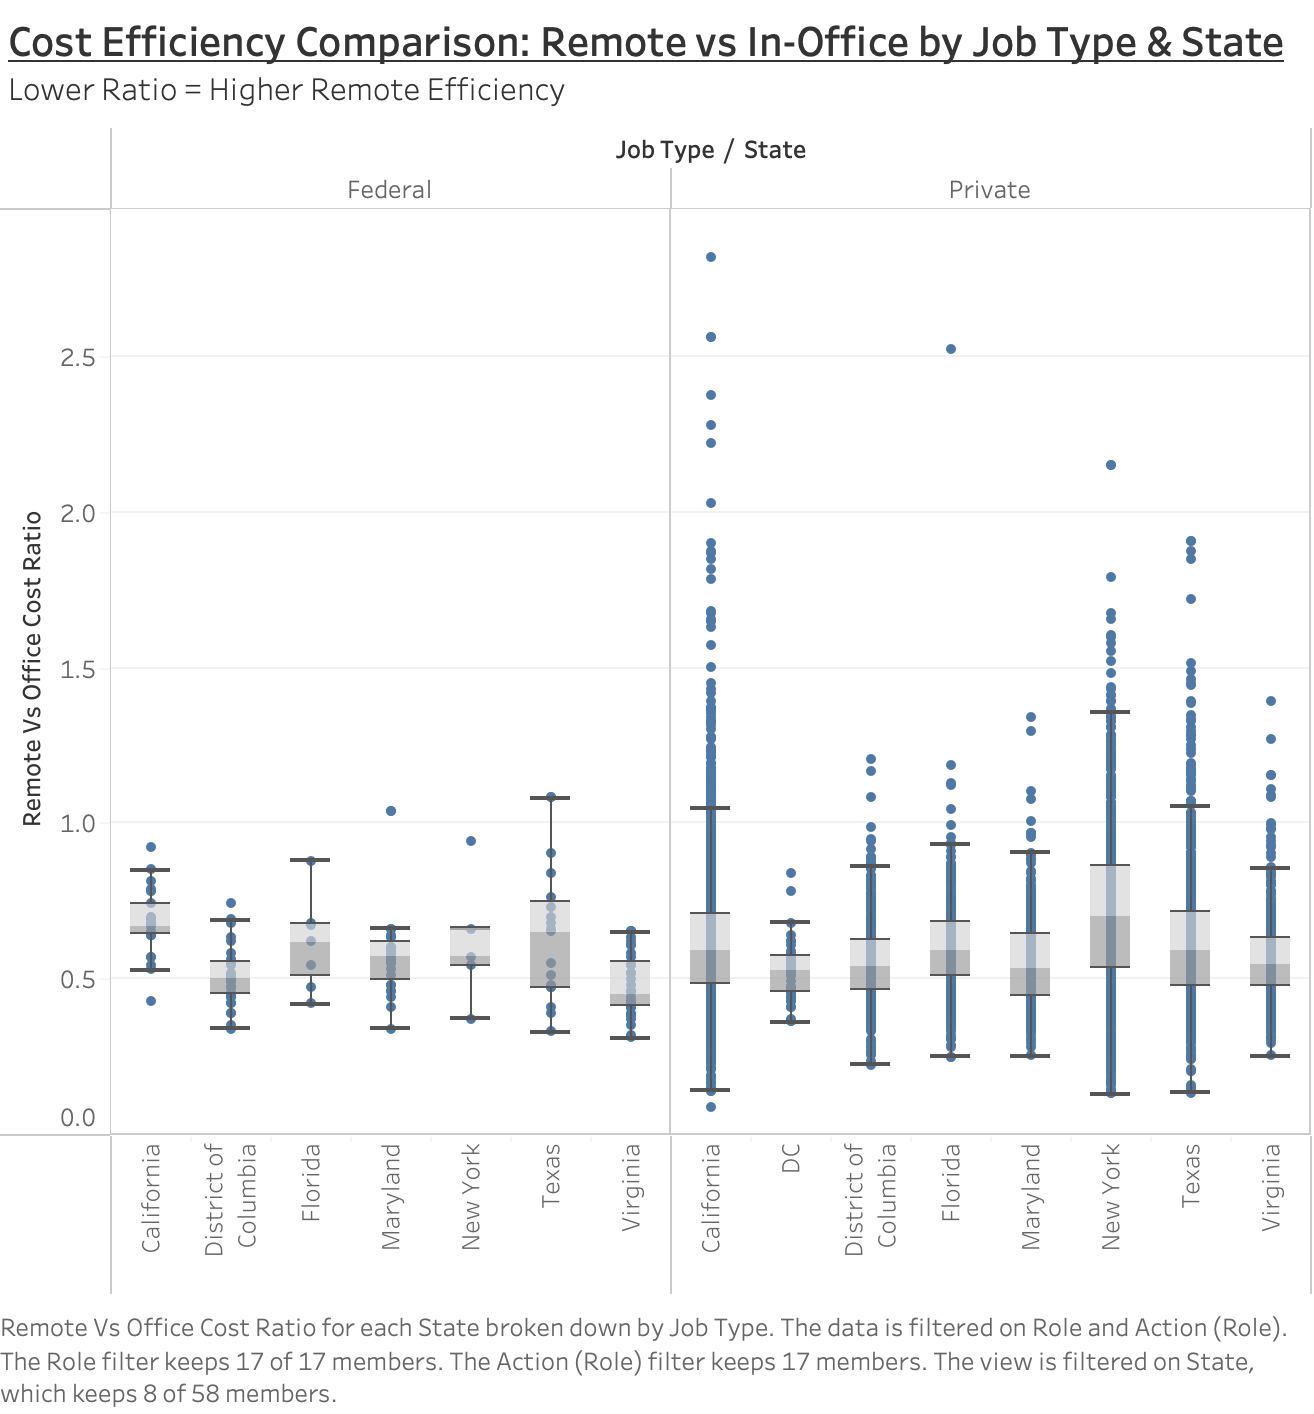 Cost Efficiency Comparison: Remote vs In-Office by Job Type & State
Lower Ratio = Higher Remote Efficiency
Job Type / State
Federal
Private
Remote Vs Office Cost Ratio
2.5
2.0
1.5
1.0
0.5
0.0
California
District of
Columbia
Florida
Maryland
New York
Texas
Virginia
California
DC
District of
Columbia
Florida
Maryland
New York
Texas
Virginia
Remote Vs Office Cost Ratio for each State broken down by Job Type. The data is filtered on Role and Action (Role).
The Role filter keeps 17 of 17 members. The Action (Role) filter keeps 17 members. The view is filtered on State,
which keeps 8 of 58 members.